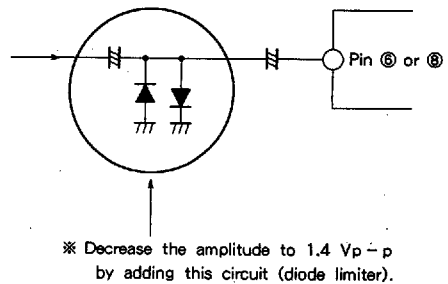 Pin ⑥ or ⑧
※ Decrease the amplitude to 1.4 Vp-p
by adding this circuit (diode limiter).